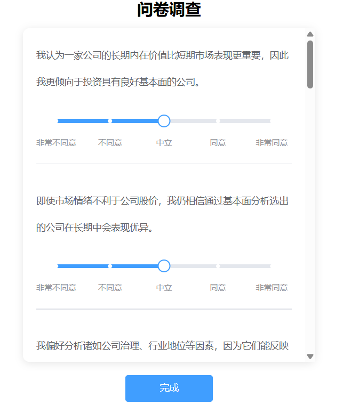 问卷调查
我认为一家公司的长期内在价值比短期市场表现更重要，因此
我更倾向于投资具有良好基本面的公司。
非常不同意 不同意 中立 同意 非常同意
即使市场情绪不利于公司股价，我仍相信通过基本面分析选出
的公司在长期中会表现优异。
非常不同意 不同意 中立 同意 非常同意
我偏好分析诸如公司治理、行业地位等因素，因为它们能反映
完成